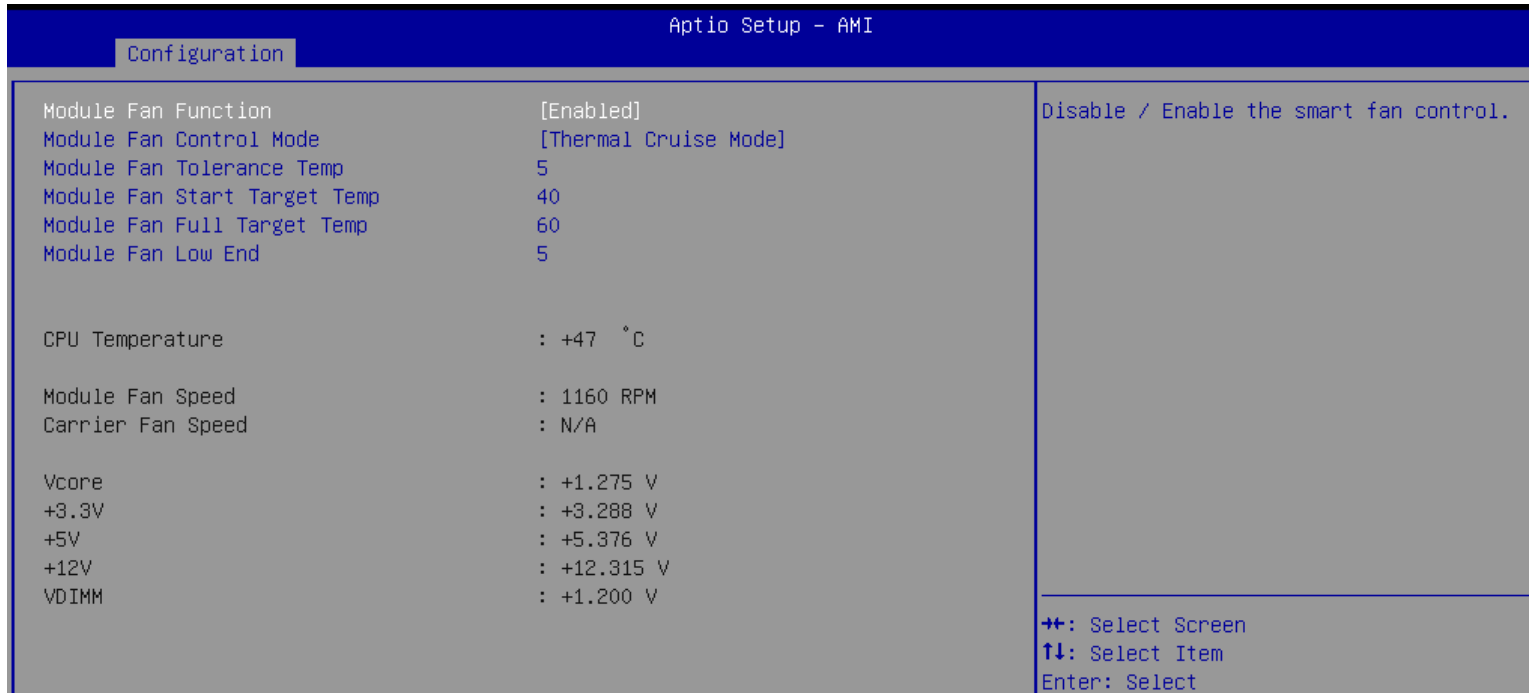 Aptio Setup – AMI
Configuration
Module Fan Function [Enabled]
Module Fan Control Mode [Thermal Cruise Mode]
Module Fan Tolerance Temp 5
Module Fan Start Target Temp 40
Module Fan Full Target Temp 60
Module Fan Low End 5
CPU Temperature : +47 °C
Module Fan Speed : 1160 RPM
Carrier Fan Speed : N/A
Vcore : +1.275 V
+3.3V : +3.288 V
+5V : +5.376 V
+12V : +12.315 V
VDIMM : +1.200 V
Disable / Enable the smart fan control.
→←: Select Screen
↑↓: Select Item
Enter: Select